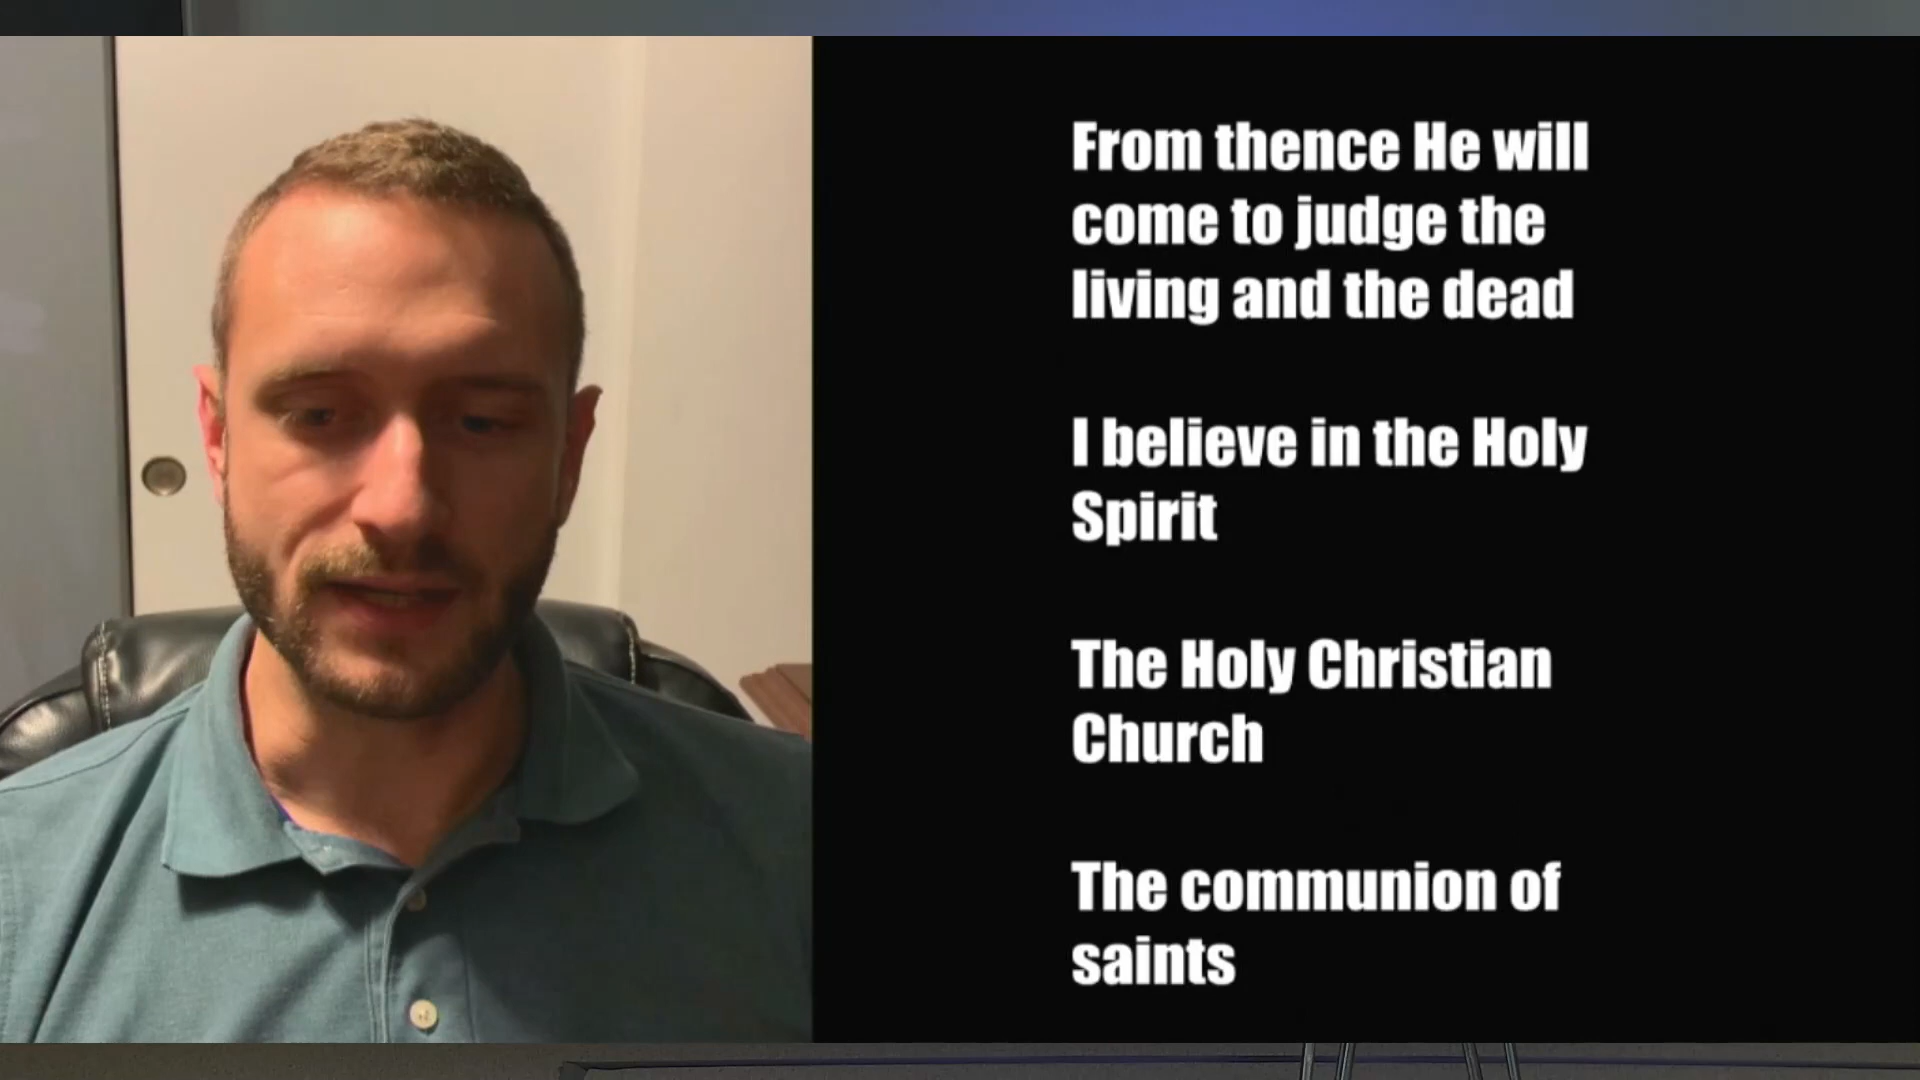 From thence He will
come to judge the
living and the dead
I believe in the Holy
Spirit
The Holy Christian
Church
The communion of
saints